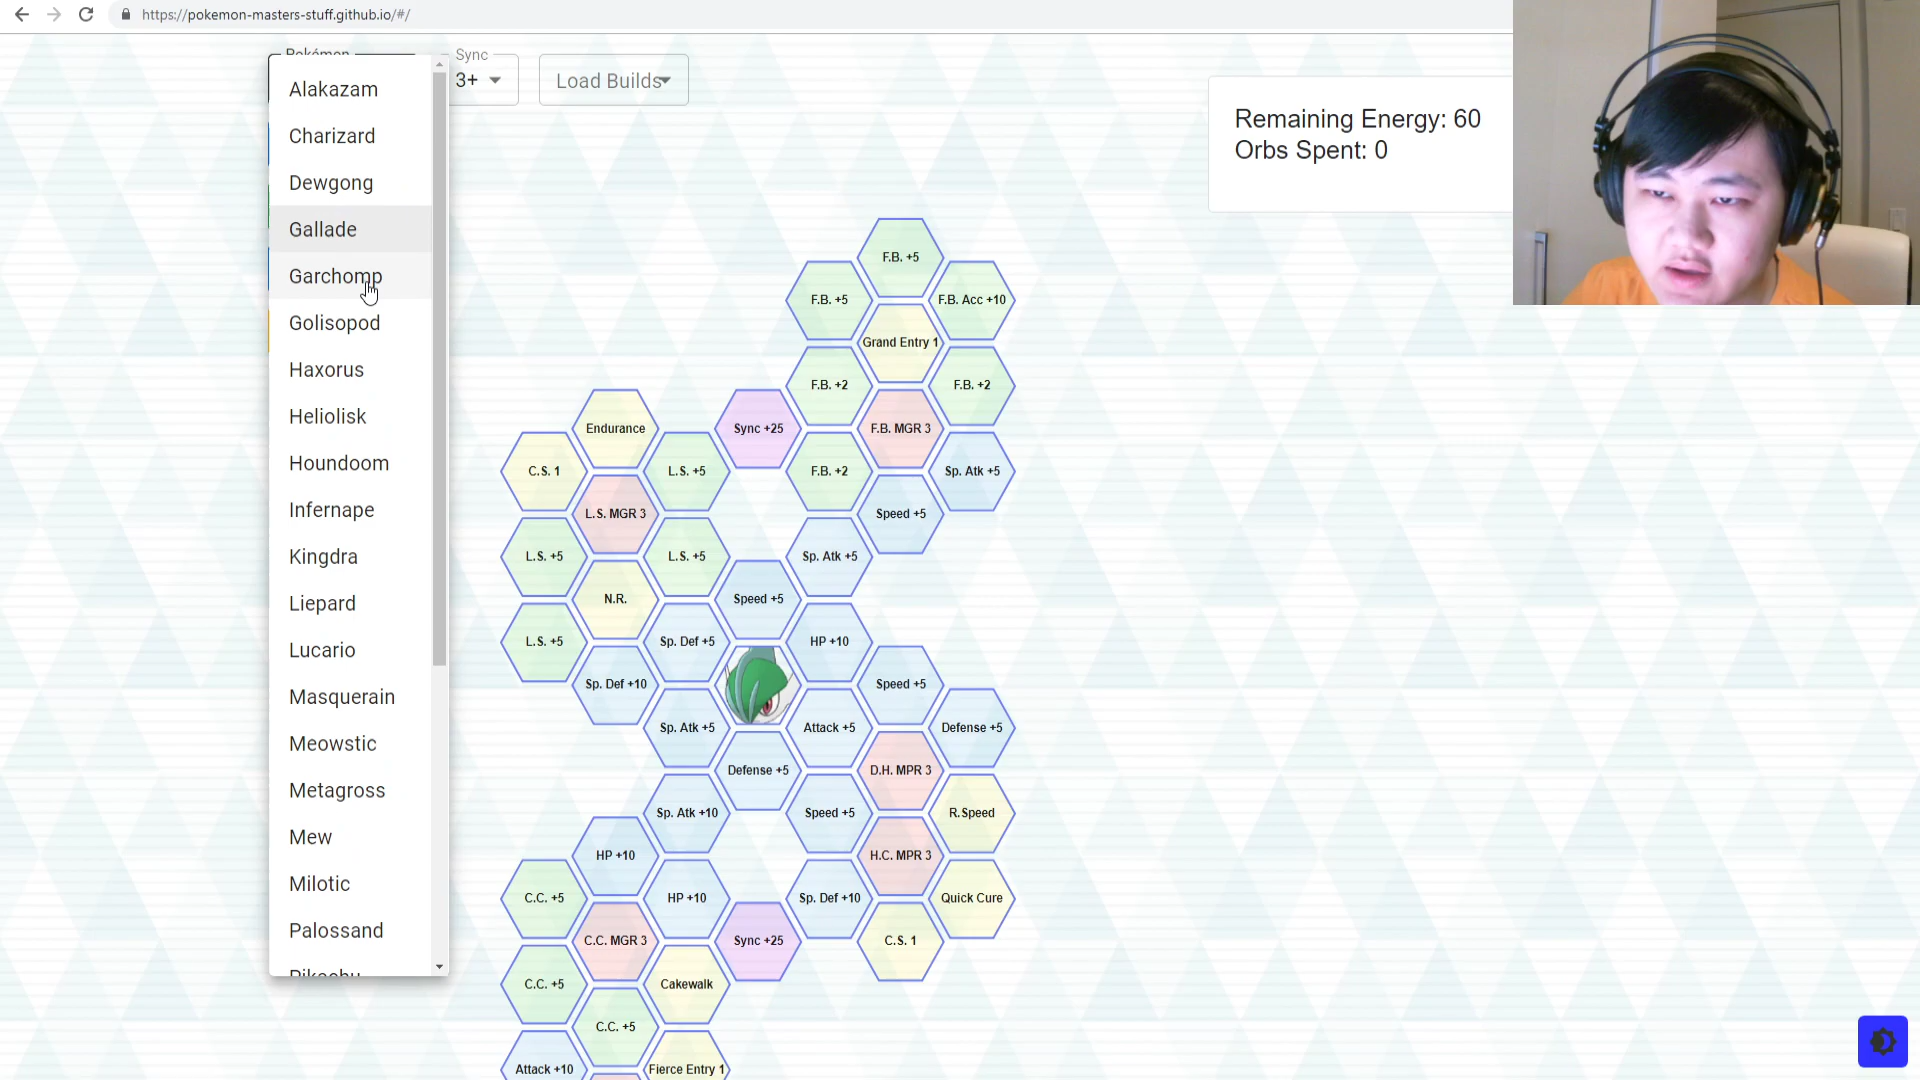 https://pokemon-masters-stuff.github.io/#/
Pokémon
Sync
3+
Load Builds
Remaining Energy: 60
Orbs Spent: 0
Alakazam
Charizard
Dewgong
Gallade
Garchomp
Golisopod
Haxorus
Heliolisk
Houndoom
Infernape
Kingdra
Liepard
Lucario
Masquerain
Meowstic
Metagross
Mew
Milotic
Palossand
Pikachu
F.B. +5
F.B. +5
F.B. Acc +10
Grand Entry 1
F.B. +2
F.B. +2
Endurance
Sync +25
F.B. MGR 3
C.S. 1
L.S. +5
F.B. +2
Sp. Atk +5
L.S. MGR 3
Speed +5
L.S. +5
L.S. +5
Sp. Atk +5
N.R.
Speed +5
L.S. +5
Sp. Def +5
HP +10
Sp. Def +10
Speed +5
Sp. Atk +5
Attack +5
Defense +5
Defense +5
D.H. MPR 3
Sp. Atk +10
Speed +5
R.Speed
HP +10
H.C. MPR 3
C.C. +5
HP +10
Sp. Def +10
Quick Cure
C.C. MGR 3
Sync +25
C.S. 1
C.C. +5
Cakewalk
C.C. +5
Attack +10
Fierce Entry 1